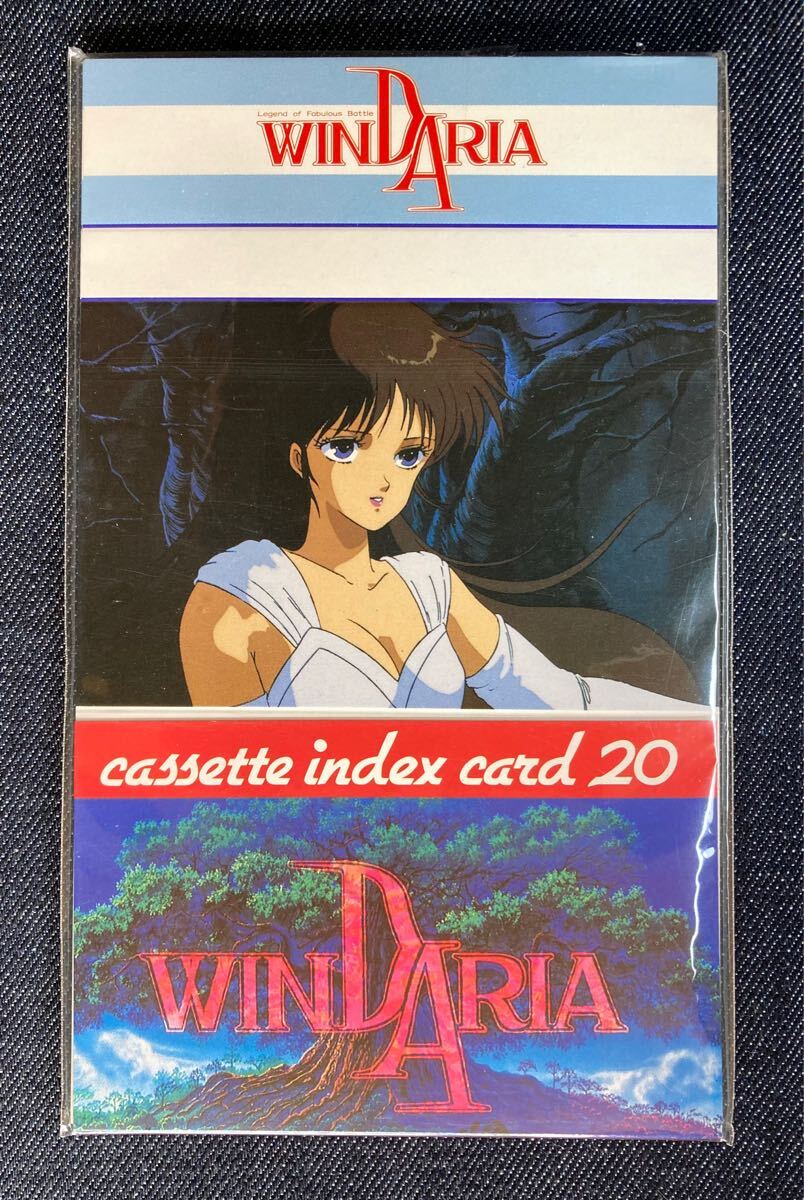 Legend of Fabulous Battle
WINDARIA
cassette index card 20
WINDARIA